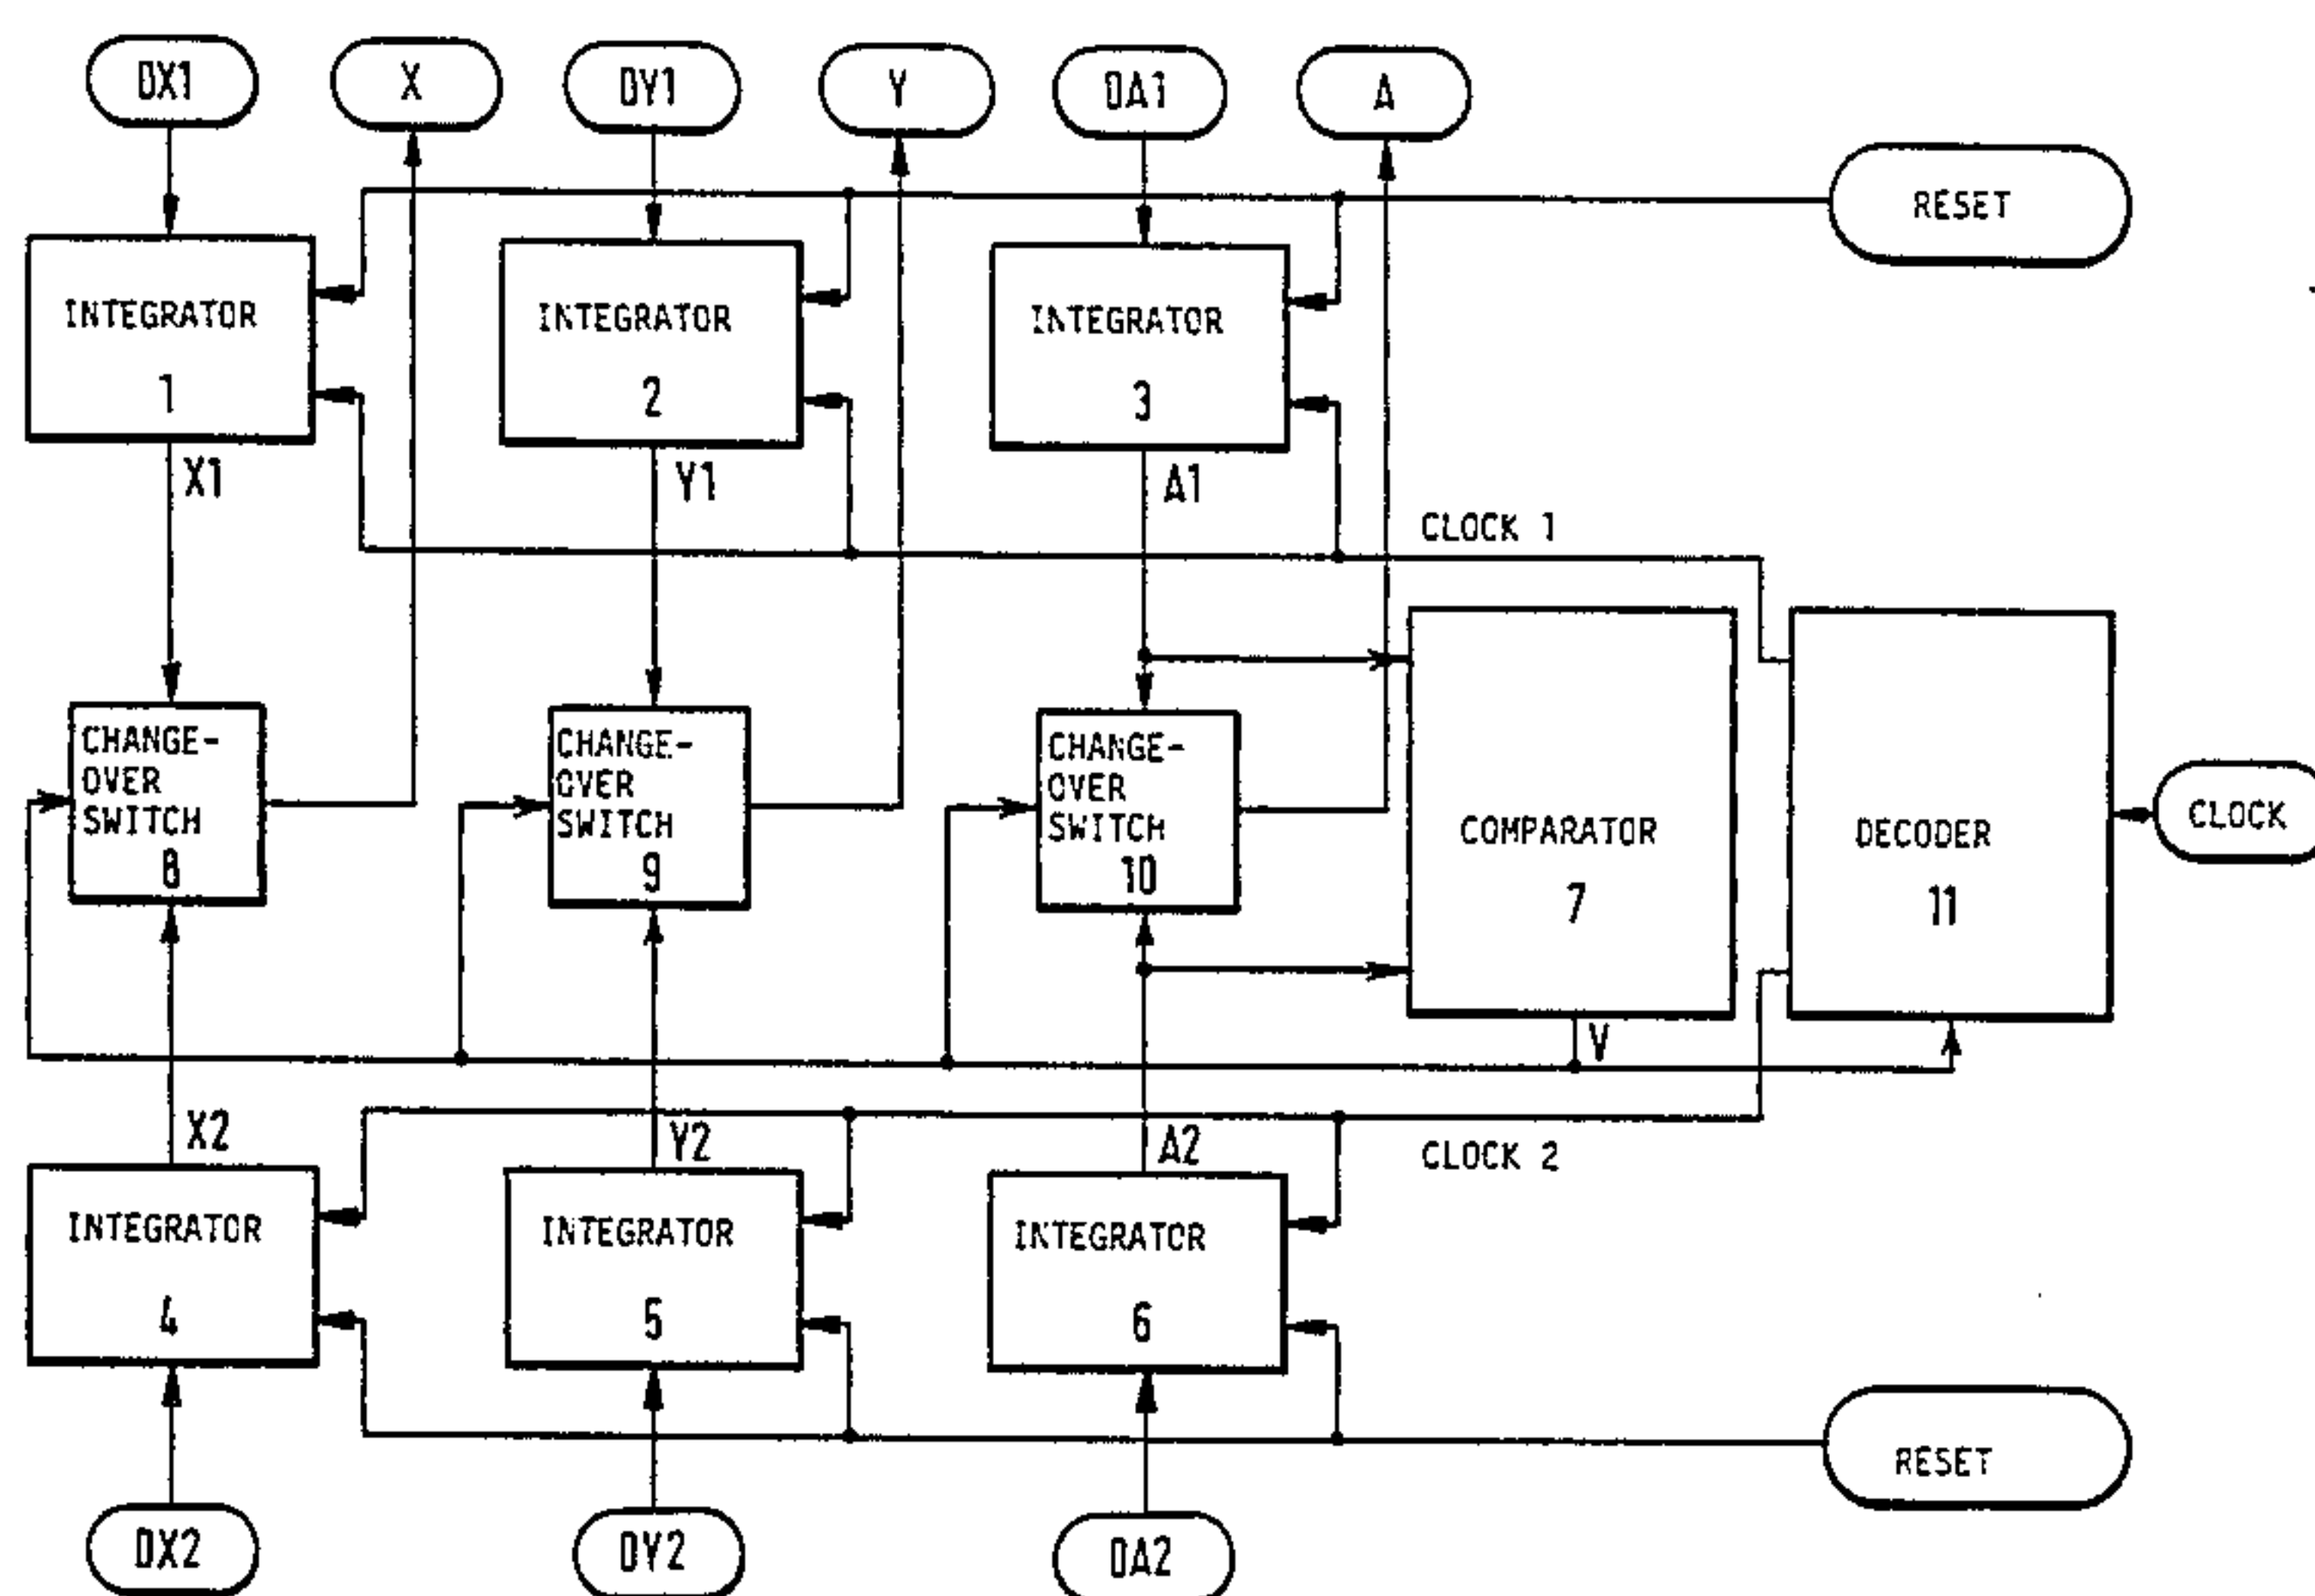 DX1
X
DY1
Y
DA1
A
RESET
INTEGRATOR
1
INTEGRATOR
2
INTEGRATOR
3
X1
Y1
A1
CLOCK 1
CHANGE-
OVER
SWITCH
8
CHANGE-
OVER
SWITCH
9
CHANGE-
OVER
SWITCH
10
COMPARATOR
7
DECODER
11
CLOCK
V
X2
Y2
A2
CLOCK 2
INTEGRATOR
4
INTEGRATOR
5
INTEGRATOR
6
RESET
DX2
DY2
DA2